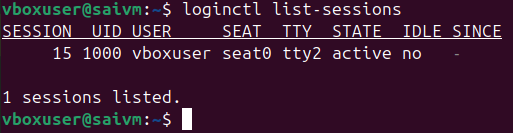 vboxuser@saivm:~$ loginctl list-sessions
SESSION  UID USER     SEAT  TTY  STATE  IDLE SINCE
     15 1000 vboxuser seat0 tty2 active no   -
1 sessions listed.
vboxuser@saivm:~$